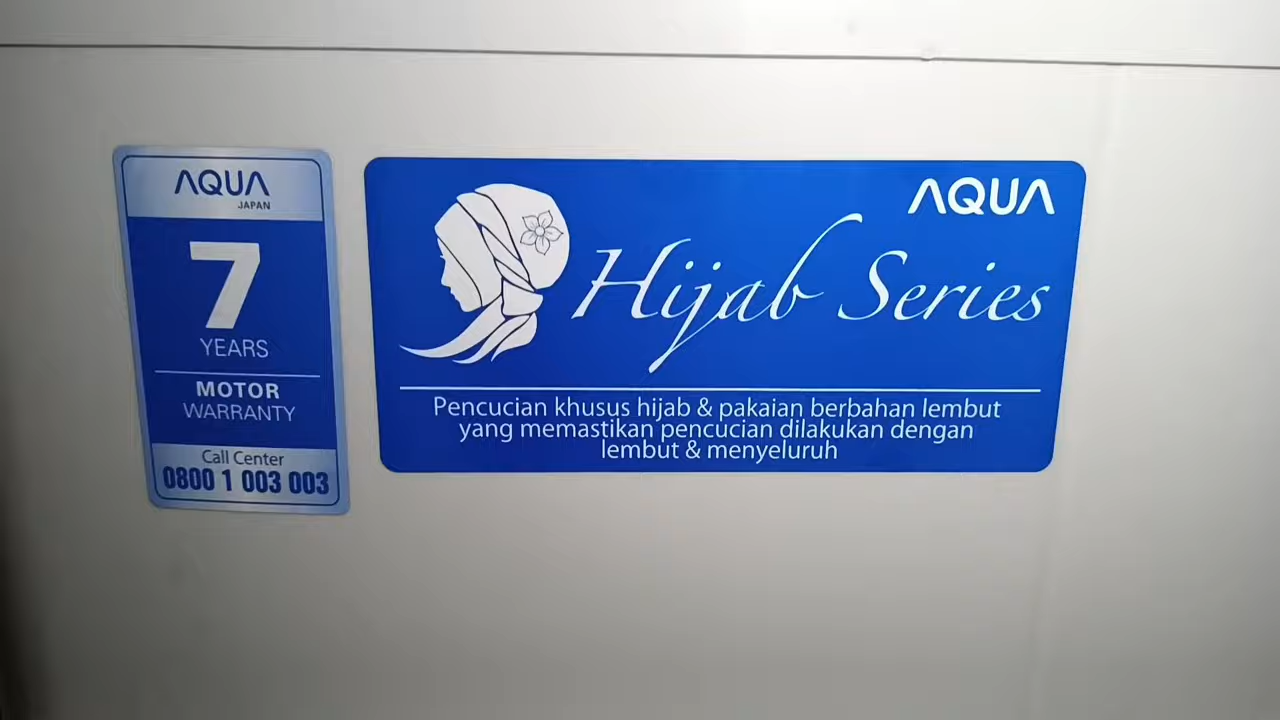 AQUA
JAPAN
7
YEARS
MOTOR
WARRANTY
Call Center
0800 1 003 003
AQUA
Hijab Series
Pencucian khusus hijab & pakaian berbahan lembut
yang memastikan pencucian dilakukan dengan
lembut & menyeluruh